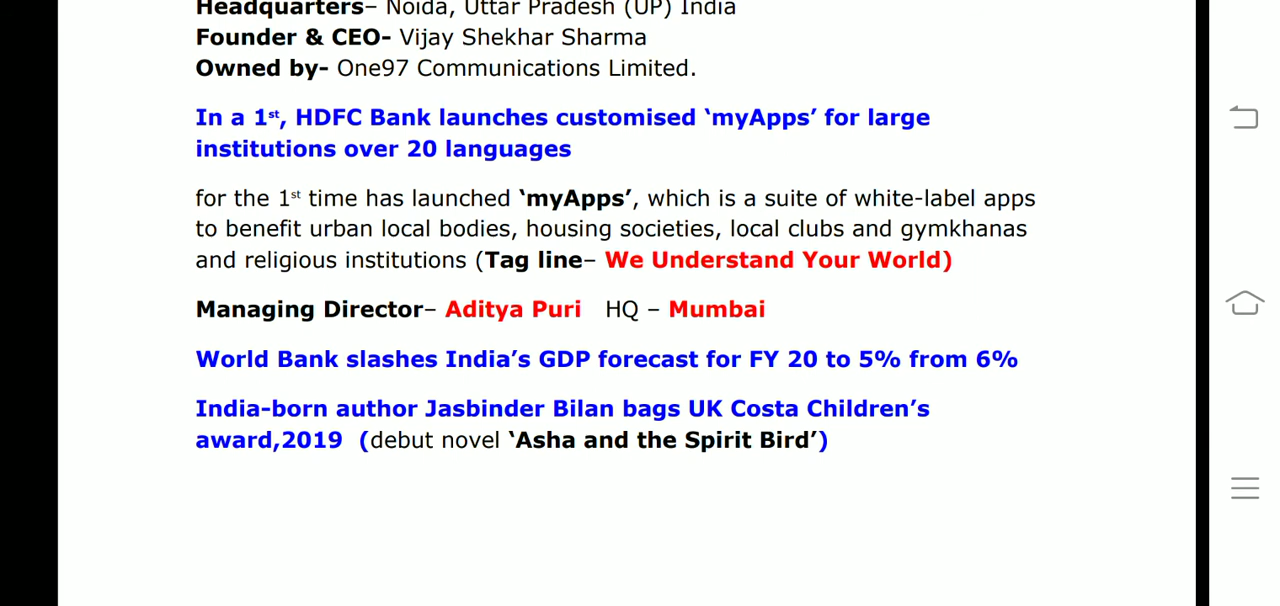 Headquarters– Noida, Uttar Pradesh (UP) India
Founder & CEO- Vijay Shekhar Sharma
Owned by- One97 Communications Limited.
In a 1st, HDFC Bank launches customised ‘myApps’ for large
institutions over 20 languages
for the 1st time has launched ‘myApps’, which is a suite of white-label apps
to benefit urban local bodies, housing societies, local clubs and gymkhanas
and religious institutions (Tag line– We Understand Your World)
Managing Director– Aditya Puri HQ – Mumbai
World Bank slashes India’s GDP forecast for FY 20 to 5% from 6%
India-born author Jasbinder Bilan bags UK Costa Children’s
award,2019 (debut novel ‘Asha and the Spirit Bird’)